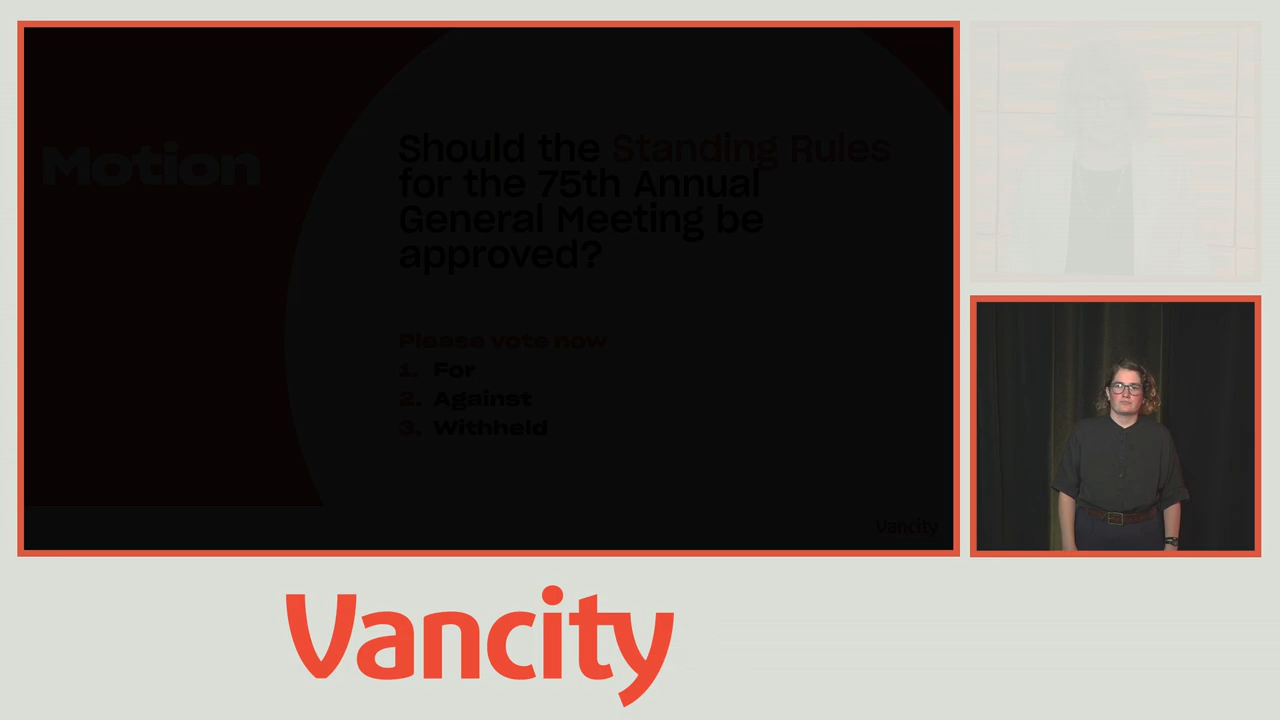 Motion
Should the Standing Rules
for the 75th Annual
General Meeting be
approved?
Please vote now
1. For
2. Against
3. Withheld
Vancity
Vancity